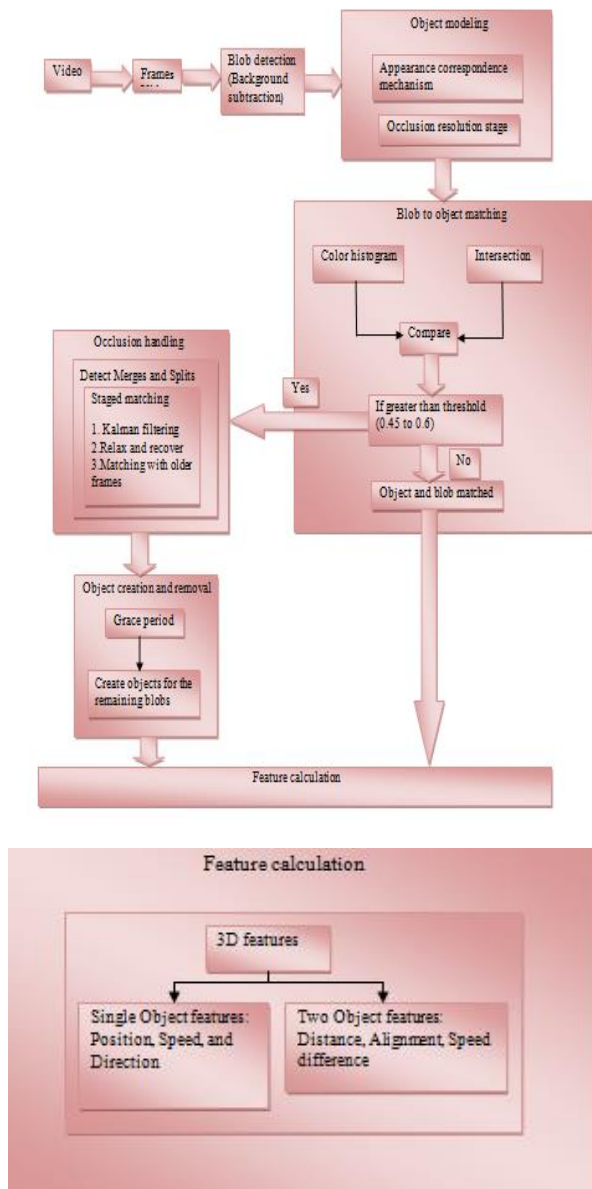 Object modeling
Video
Frames
Blob detection
(Background
subtraction)
Appearance correspondence
mechanism
Occlusion resolution stage
Blob to object matching
Color histogram
Intersection
Compare
Occlusion handling
Detect Merges and Splits
Staged matching
1. Kalman filtering
2.Relax and recover
3.Matching with older
frames
Yes
If greater than threshold
(0.45 to 0.6)
No
Object and blob matched
Object creation and removal
Grace period
Create objects for the
remaining blobs
Feature calculation
Feature calculation
3D features
Single Object features:
Position, Speed, and
Direction
Two Object features:
Distance, Alignment, Speed
difference